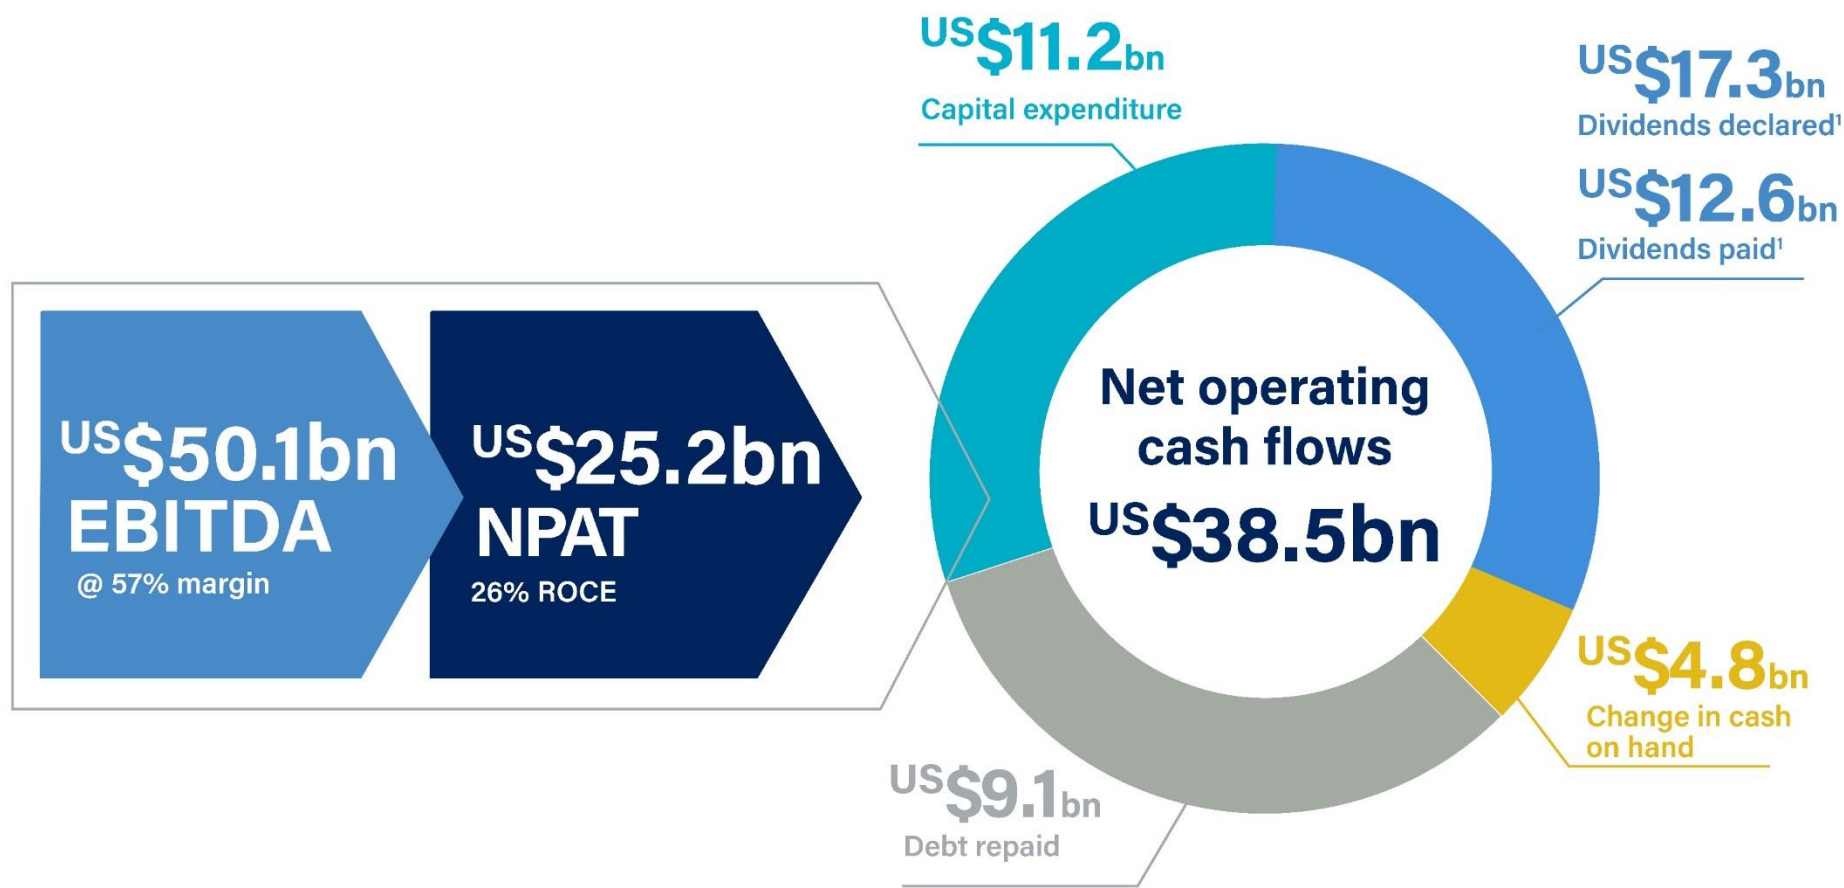 US$11.2bn
Capital expenditure
US$17.3bn
Dividends declared¹
US$12.6bn
Dividends paid¹
US$50.1bn
EBITDA
@ 57% margin
US$25.2bn
NPAT
26% ROCE
Net operating
cash flows
US$38.5bn
US$4.8bn
Change in cash
on hand
US$9.1bn
Debt repaid